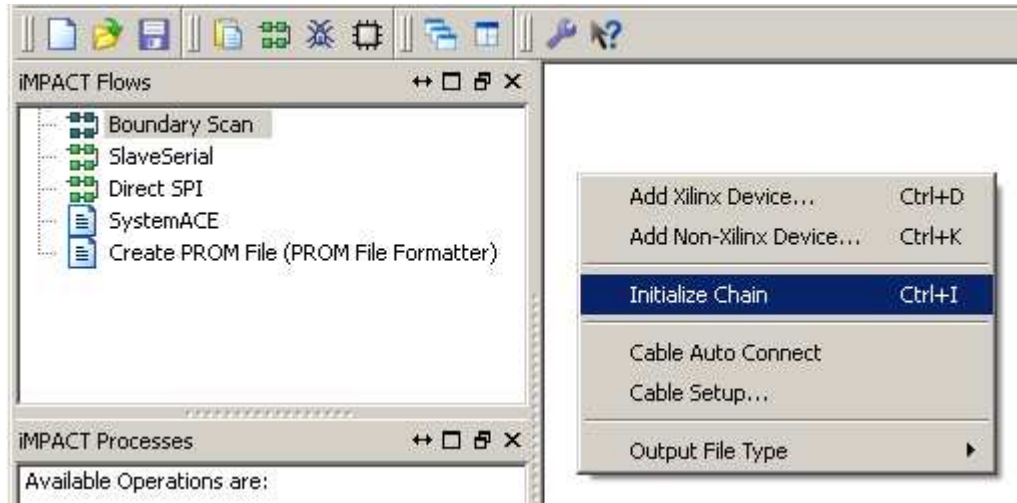 iMPACT Flows
Boundary Scan
SlaveSerial
Direct SPI
SystemACE
Create PROM File (PROM File Formatter)
iMPACT Processes
Available Operations are:
Add Xilinx Device... Ctrl+D
Add Non-Xilinx Device... Ctrl+K
Initialize Chain Ctrl+I
Cable Auto Connect
Cable Setup...
Output File Type